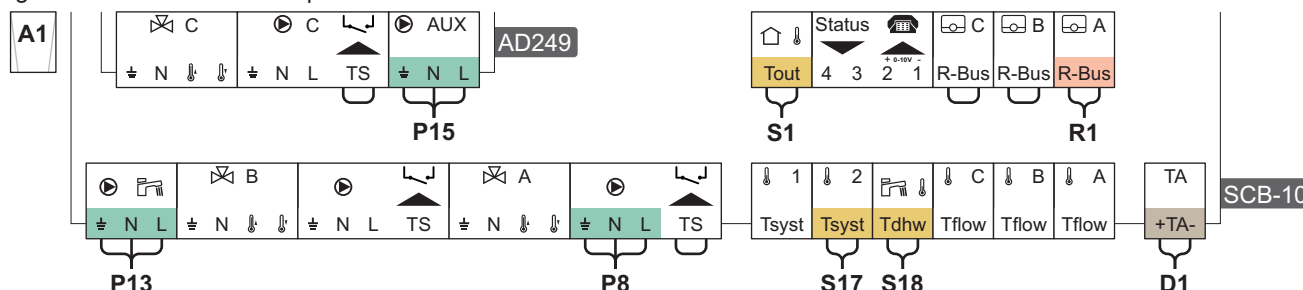 A1
C C AUX
AD249
N N L TS N L
P15
Status C B A
+ 0-10V -
Tout 4 3 2 1 R-Bus R-Bus R-Bus
S1 R1
B A
N L N N L TS N N L TS
P13 P8
1 2 C B A TA
Tsyst Tsyst Tdhw Tflow Tflow Tflow +TA-
SCB-10
S17 S18 D1